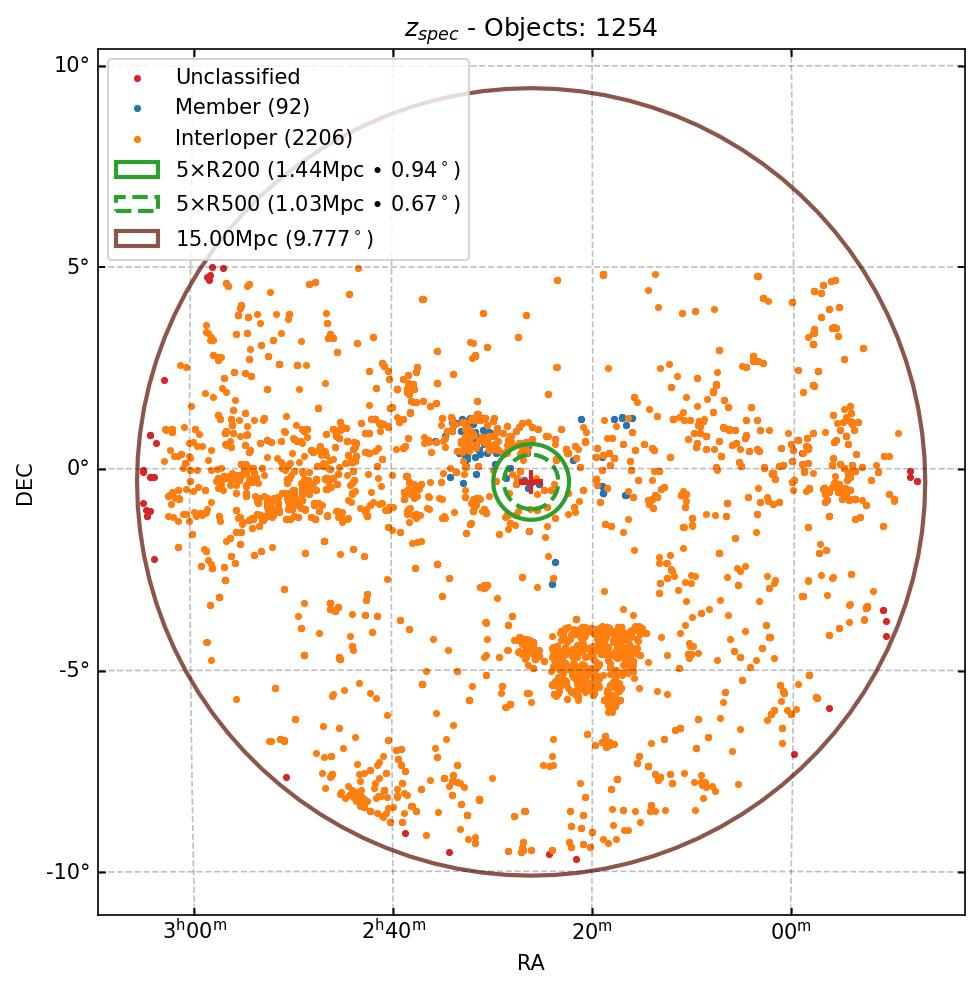 z_spec - Objects: 1254
Unclassified
Member (92)
Interloper (2206)
5×R200 (1.44Mpc • 0.94°)
5×R500 (1.03Mpc • 0.67°)
15.00Mpc (9.777°)
10°
5°
0°
-5°
-10°
DEC
3ʰ00ᵐ
2ʰ40ᵐ
20ᵐ
00ᵐ
RA